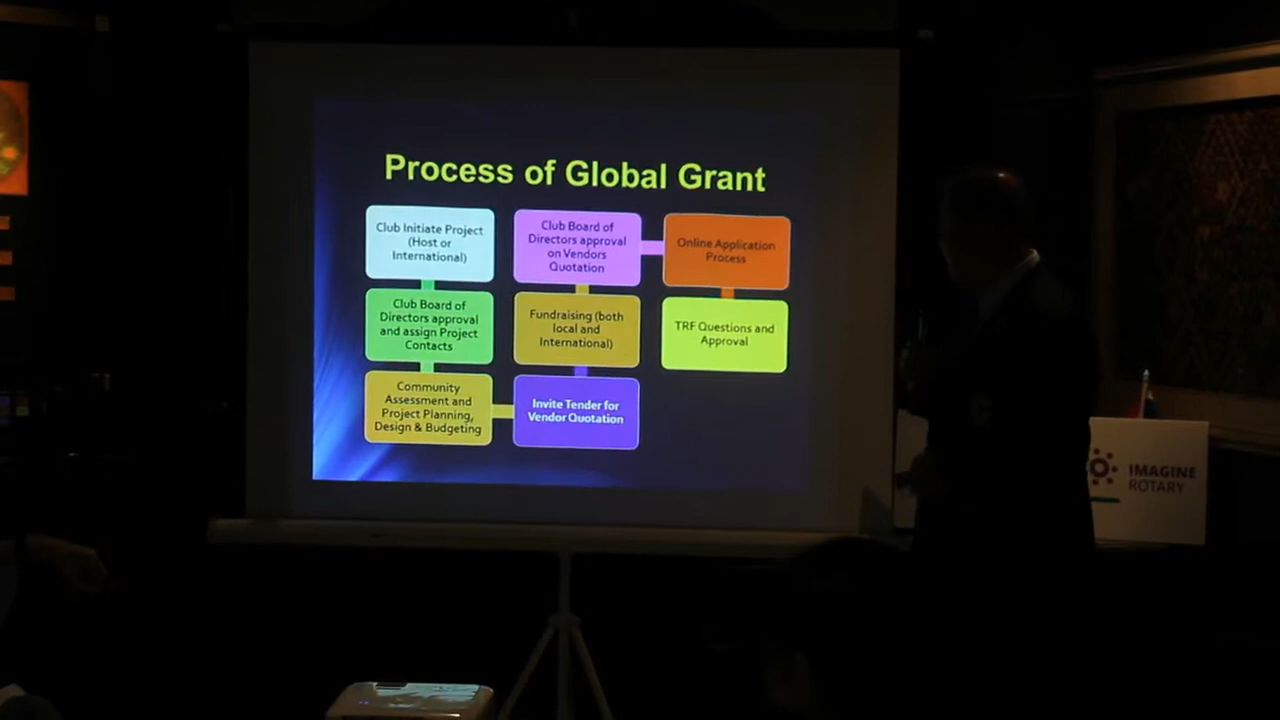 Process of Global Grant
Club Initiate Project
(Host or
International)
Club Board of
Directors approval
and assign Project
Contacts
Community
Assessment and
Project Planning,
Design & Budgeting
Invite Tender for
Vendor Quotation
Fundraising (both
local and
International)
Club Board of
Directors approval
on Vendors
Quotation
Online Application
Process
TRF Questions and
Approval
IMAGINE
ROTARY